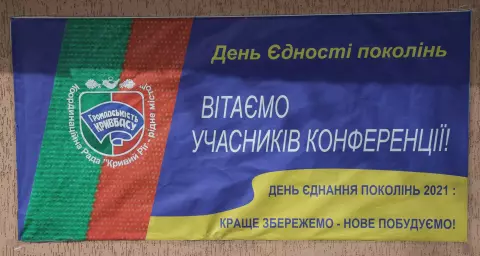 День Єдності поколінь
ВІТАЄМО
УЧАСНИКІВ КОНФЕРЕНЦІЇ!
ДЕНЬ ЄДНАННЯ ПОКОЛІНЬ 2021 :
КРАЩЕ ЗБЕРЕЖЕМО - НОВЕ ПОБУДУЄМО!
ГРОМАДСЬКІСТЬ
КРИВБАСУ
Координаційна Рада "Кривий Ріг - рідне місто"